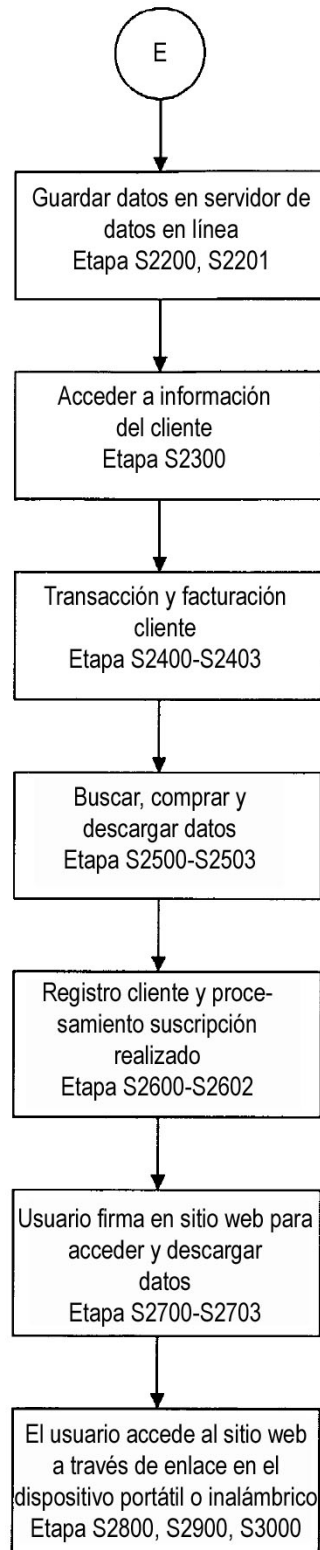 E
Guardar datos en servidor de
datos en línea
Etapa S2200, S2201
Acceder a información
del cliente
Etapa S2300
Transacción y facturación
cliente
Etapa S2400-S2403
Buscar, comprar y
descargar datos
Etapa S2500-S2503
Registro cliente y proce-
samiento suscripción
realizado
Etapa S2600-S2602
Usuario firma en sitio web para
acceder y descargar
datos
Etapa S2700-S2703
El usuario accede al sitio web
a través de enlace en el
dispositivo portátil o inalámbrico
Etapa S2800, S2900, S3000